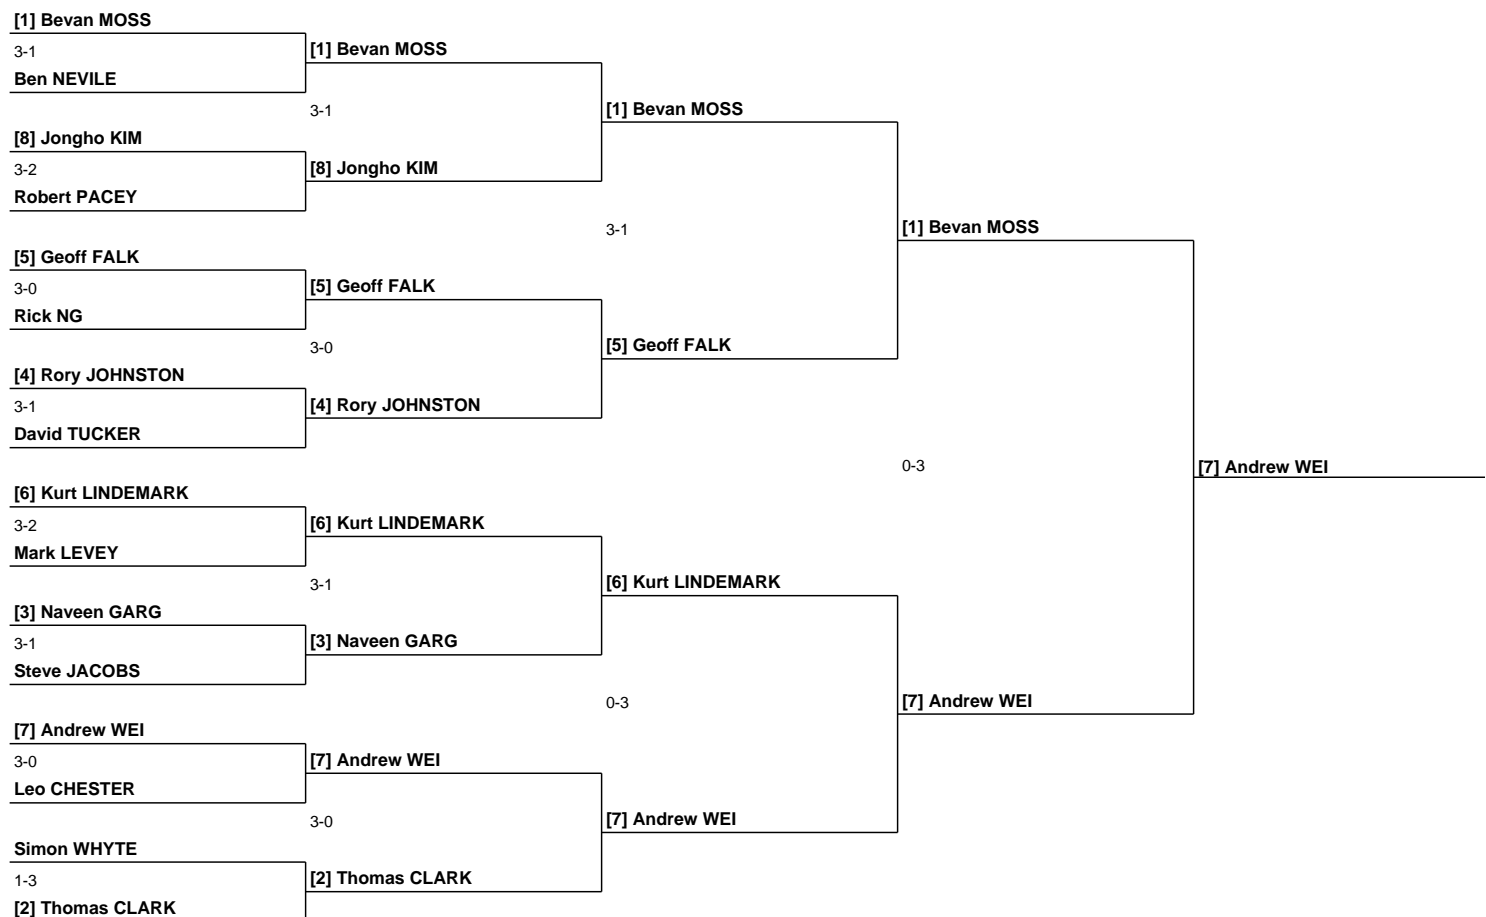 [1] Bevan MOSS
3-1
[1] Bevan MOSS
Ben NEVILE
3-1
[1] Bevan MOSS
[8] Jongho KIM
3-2
[8] Jongho KIM
Robert PACEY
3-1
[1] Bevan MOSS
[5] Geoff FALK
3-0
[5] Geoff FALK
Rick NG
3-0
[5] Geoff FALK
[4] Rory JOHNSTON
3-1
[4] Rory JOHNSTON
David TUCKER
0-3
[7] Andrew WEI
[6] Kurt LINDEMARK
3-2
[6] Kurt LINDEMARK
Mark LEVEY
3-1
[6] Kurt LINDEMARK
[3] Naveen GARG
3-1
[3] Naveen GARG
Steve JACOBS
0-3
[7] Andrew WEI
[7] Andrew WEI
3-0
[7] Andrew WEI
Leo CHESTER
3-0
[7] Andrew WEI
Simon WHYTE
1-3
[2] Thomas CLARK
[2] Thomas CLARK